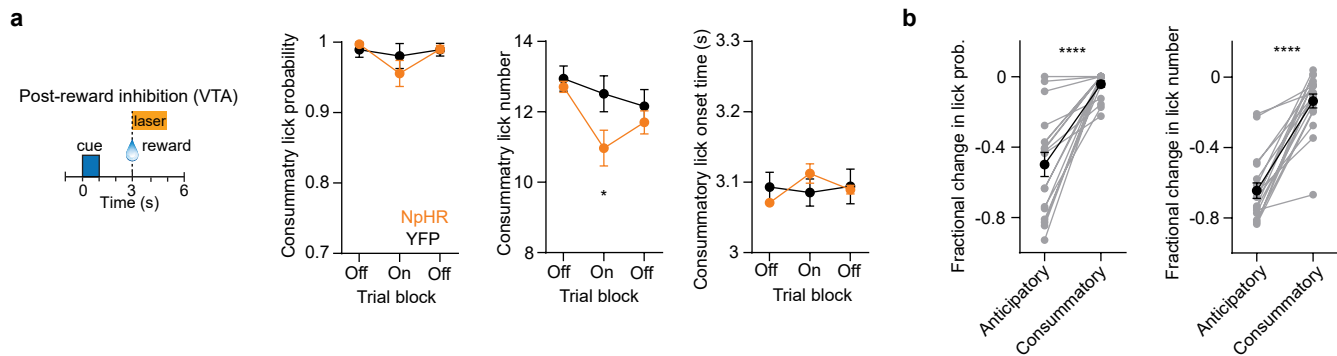 a
Post-reward inhibition (VTA)
laser
cue
reward
0
3
6
Time (s)
Consummatry lick probability
1
0.9
0.8
0.7
NpHR
YFP
Off
On
Off
Trial block
Consummatry lick number
14
12
10
8
*
Off
On
Off
Trial block
Consummatory lick onset time (s)
3.3
3.2
3.1
3
Off
On
Off
Trial block
b
Fractional change in lick prob.
****
0
-0.4
-0.8
Anticipatory
Consummatory
Fractional change in lick number
****
0
-0.4
-0.8
Anticipatory
Consummatory